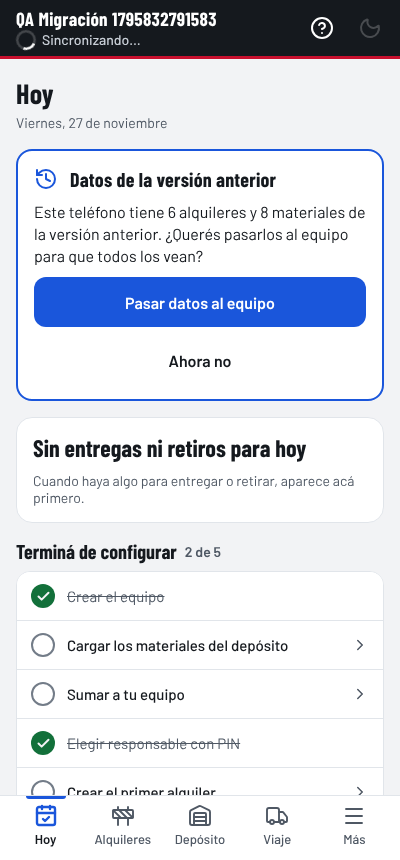 QA Migración 1795832791583
Sincronizando...
Hoy
Viernes, 27 de noviembre
Datos de la versión anterior
Este teléfono tiene 6 alquileres y 8 materiales de
la versión anterior. ¿Querés pasarlos al equipo
para que todos los vean?
Pasar datos al equipo
Ahora no
Sin entregas ni retiros para hoy
Cuando haya algo para entregar o retirar, aparece acá
primero.
Terminá de configurar 2 de 5
Crear el equipo
Cargar los materiales del depósito
Sumar a tu equipo
Elegir responsable con PIN
Crear el primer alquiler
Hoy
Alquileres
Depósito
Viaje
Más